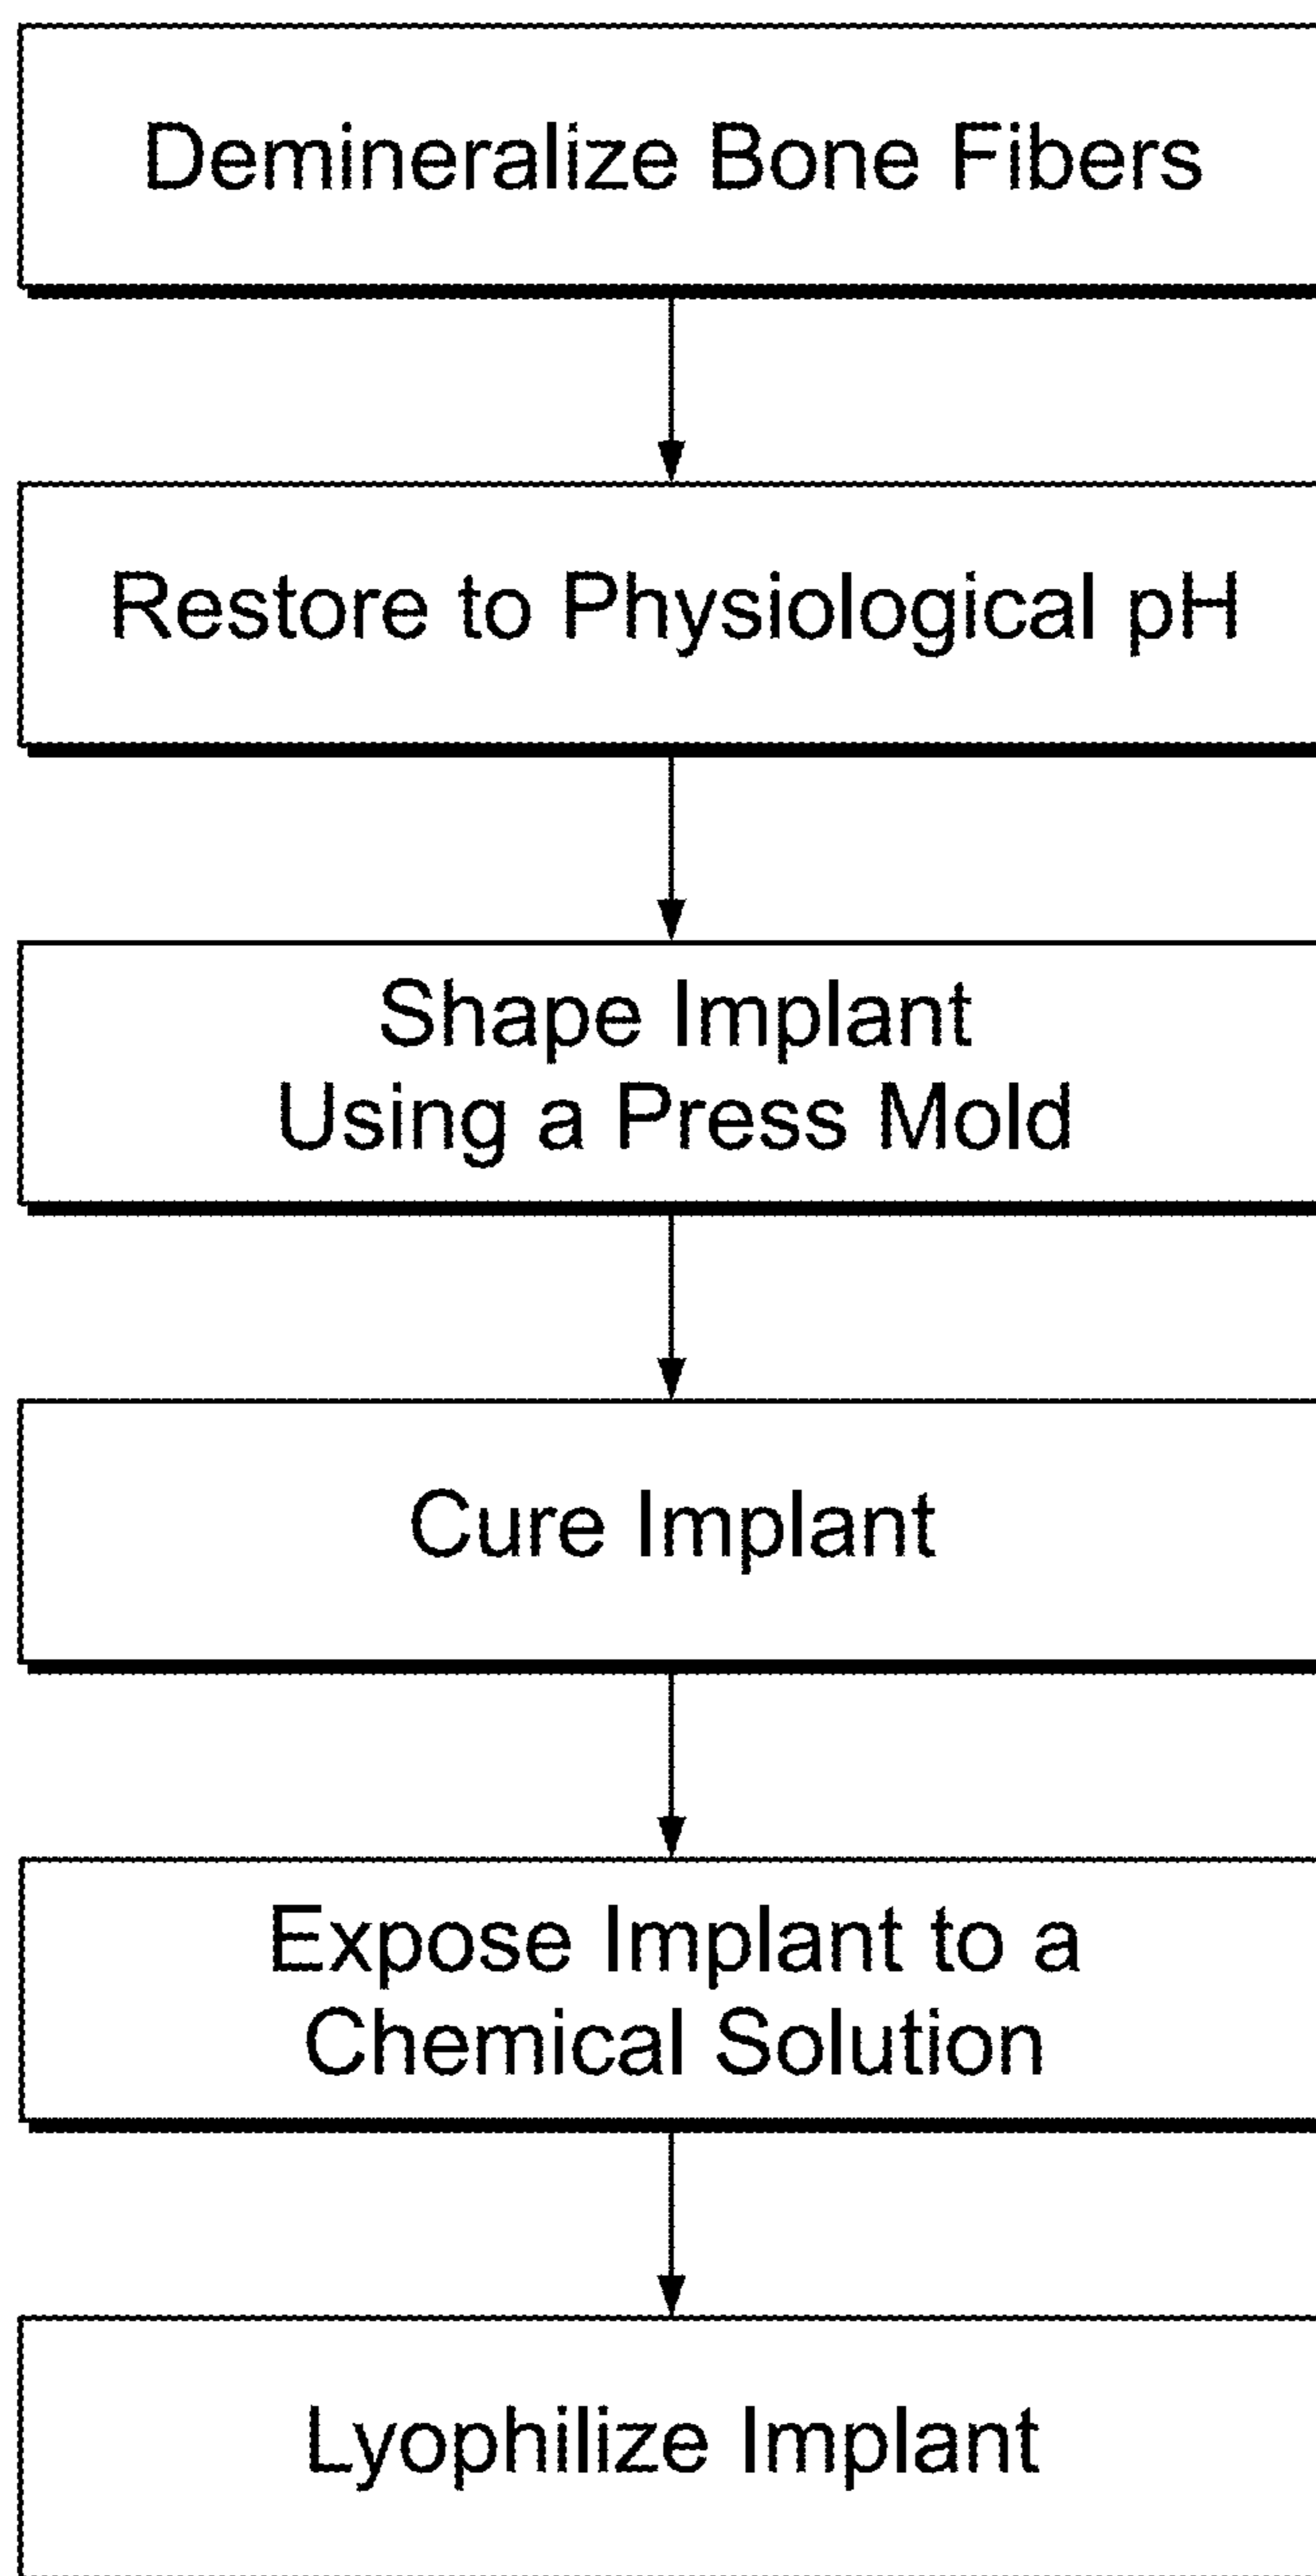 Demineralize Bone Fibers
Restore to Physiological pH
Shape Implant
Using a Press Mold
Cure Implant
Expose Implant to a
Chemical Solution
Lyophilize Implant